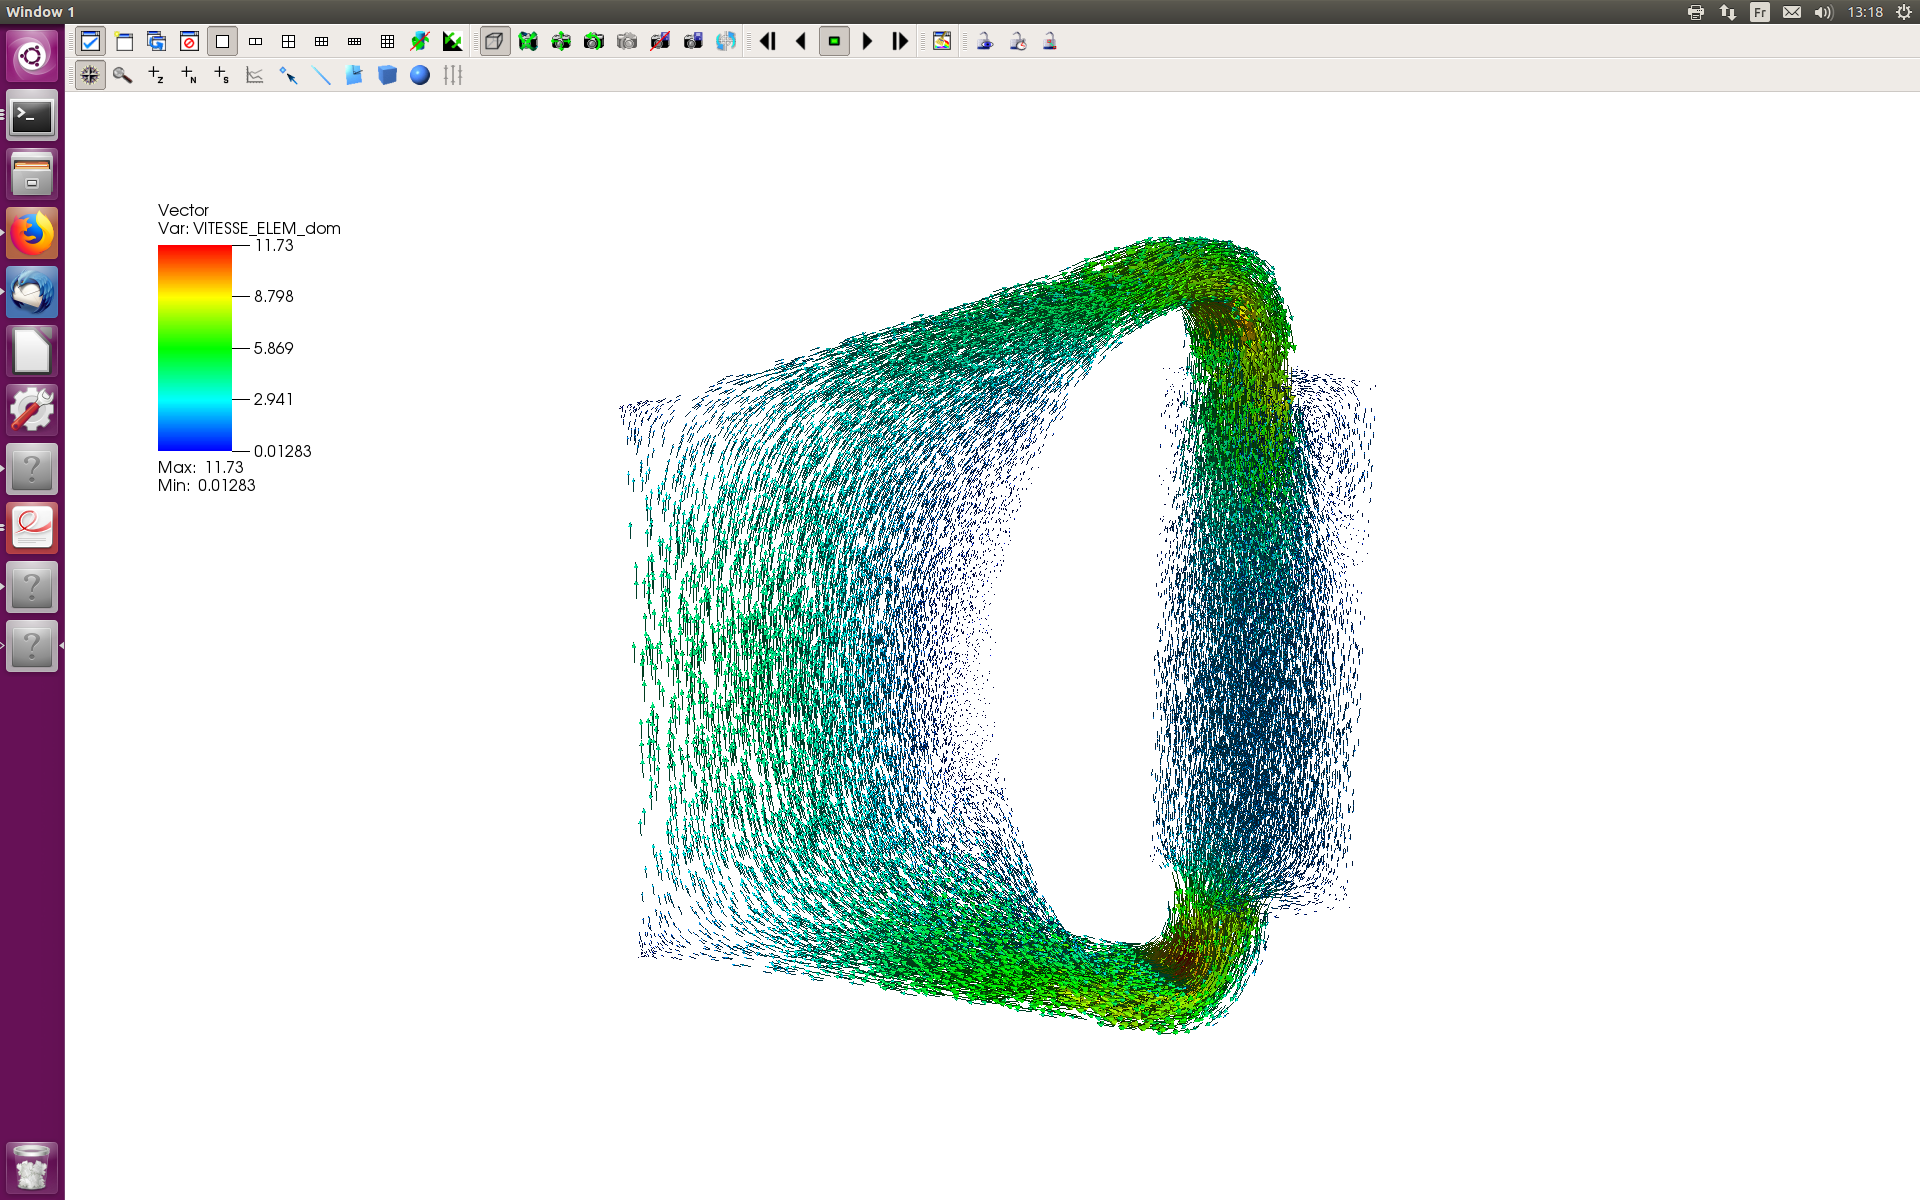 Window 1
Fr
13:18
Z
N
S
Vector
Var: VITESSE_ELEM_dom
11.73
8.798
5.869
2.941
0.01283
Max: 11.73
Min: 0.01283